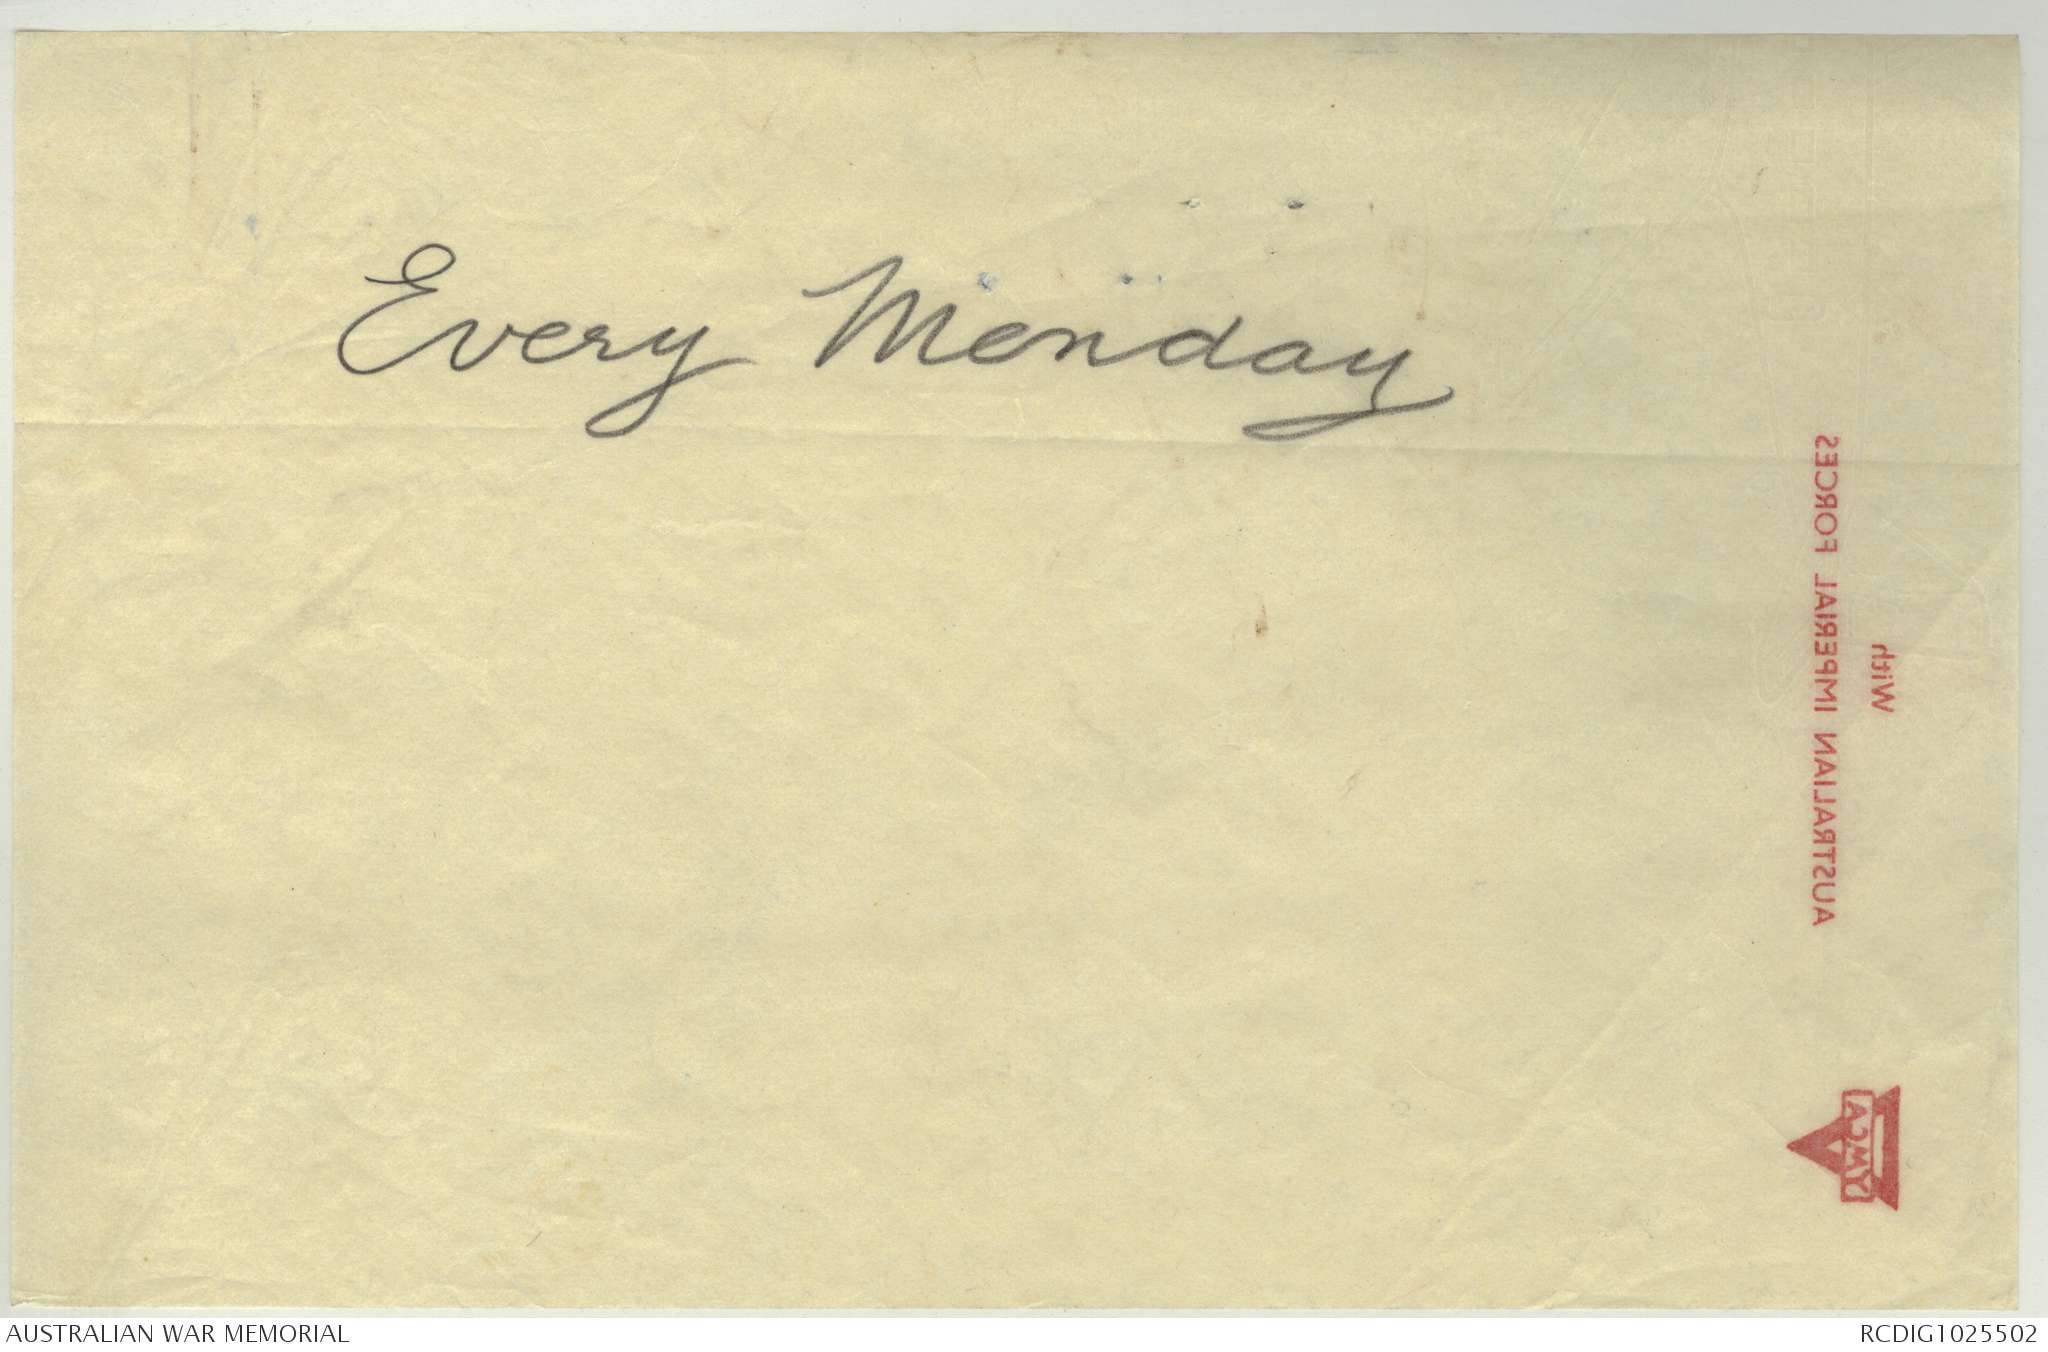 Every Monday
With
AUSTRALIAN IMPERIAL FORCES
YMCA
AUSTRALIAN WAR MEMORIAL
RCDIG1025502